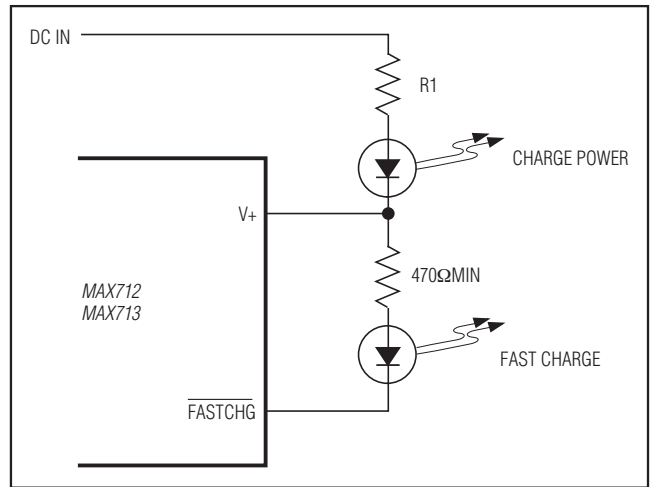 DC IN
R1
CHARGE POWER
V+
470ΩMIN
MAX712
MAX713
FAST CHARGE
FASTCHG